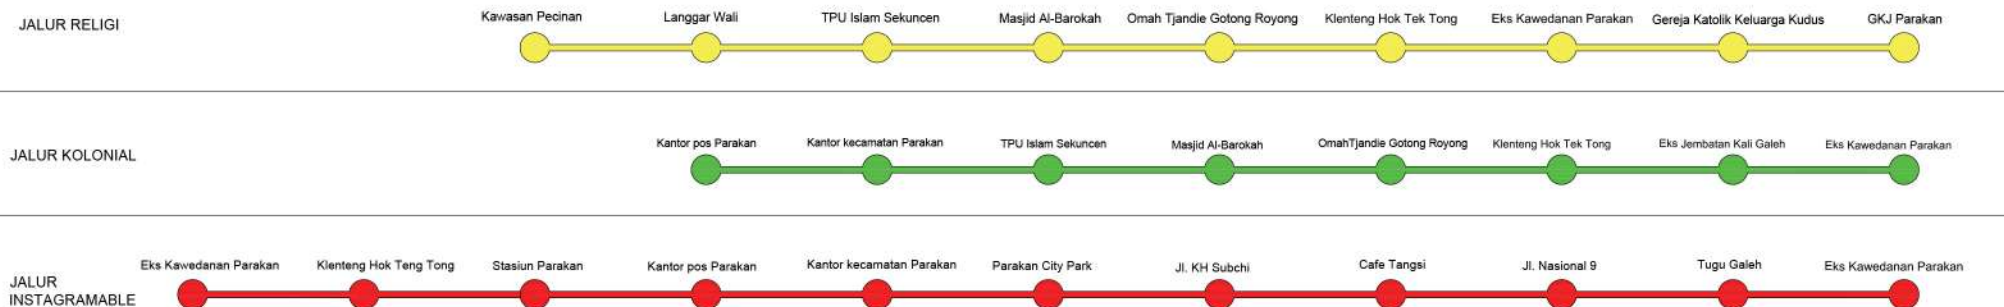 JALUR RELIGI
Kawasan Pecinan
Langgar Wali
TPU Islam Sekuncen
Masjid Al-Barokah
Omah Tjandie Gotong Royong
Klenteng Hok Tek Tong
Eks Kawedanan Parakan
Gereja Katolik Keluarga Kudus
GKJ Parakan
JALUR KOLONIAL
Kantor pos Parakan
Kantor kecamatan Parakan
TPU Islam Sekuncen
Masjid Al-Barokah
OmahTjandie Gotong Royong
Klenteng Hok Tek Tong
Eks Jembatan Kali Galeh
Eks Kawedanan Parakan
JALUR
INSTAGRAMABLE
Eks Kawedanan Parakan
Klenteng Hok Teng Tong
Stasiun Parakan
Kantor pos Parakan
Kantor kecamatan Parakan
Parakan City Park
Jl. KH Subchi
Cafe Tangsi
Jl. Nasional 9
Tugu Galeh
Eks Kawedanan Parakan